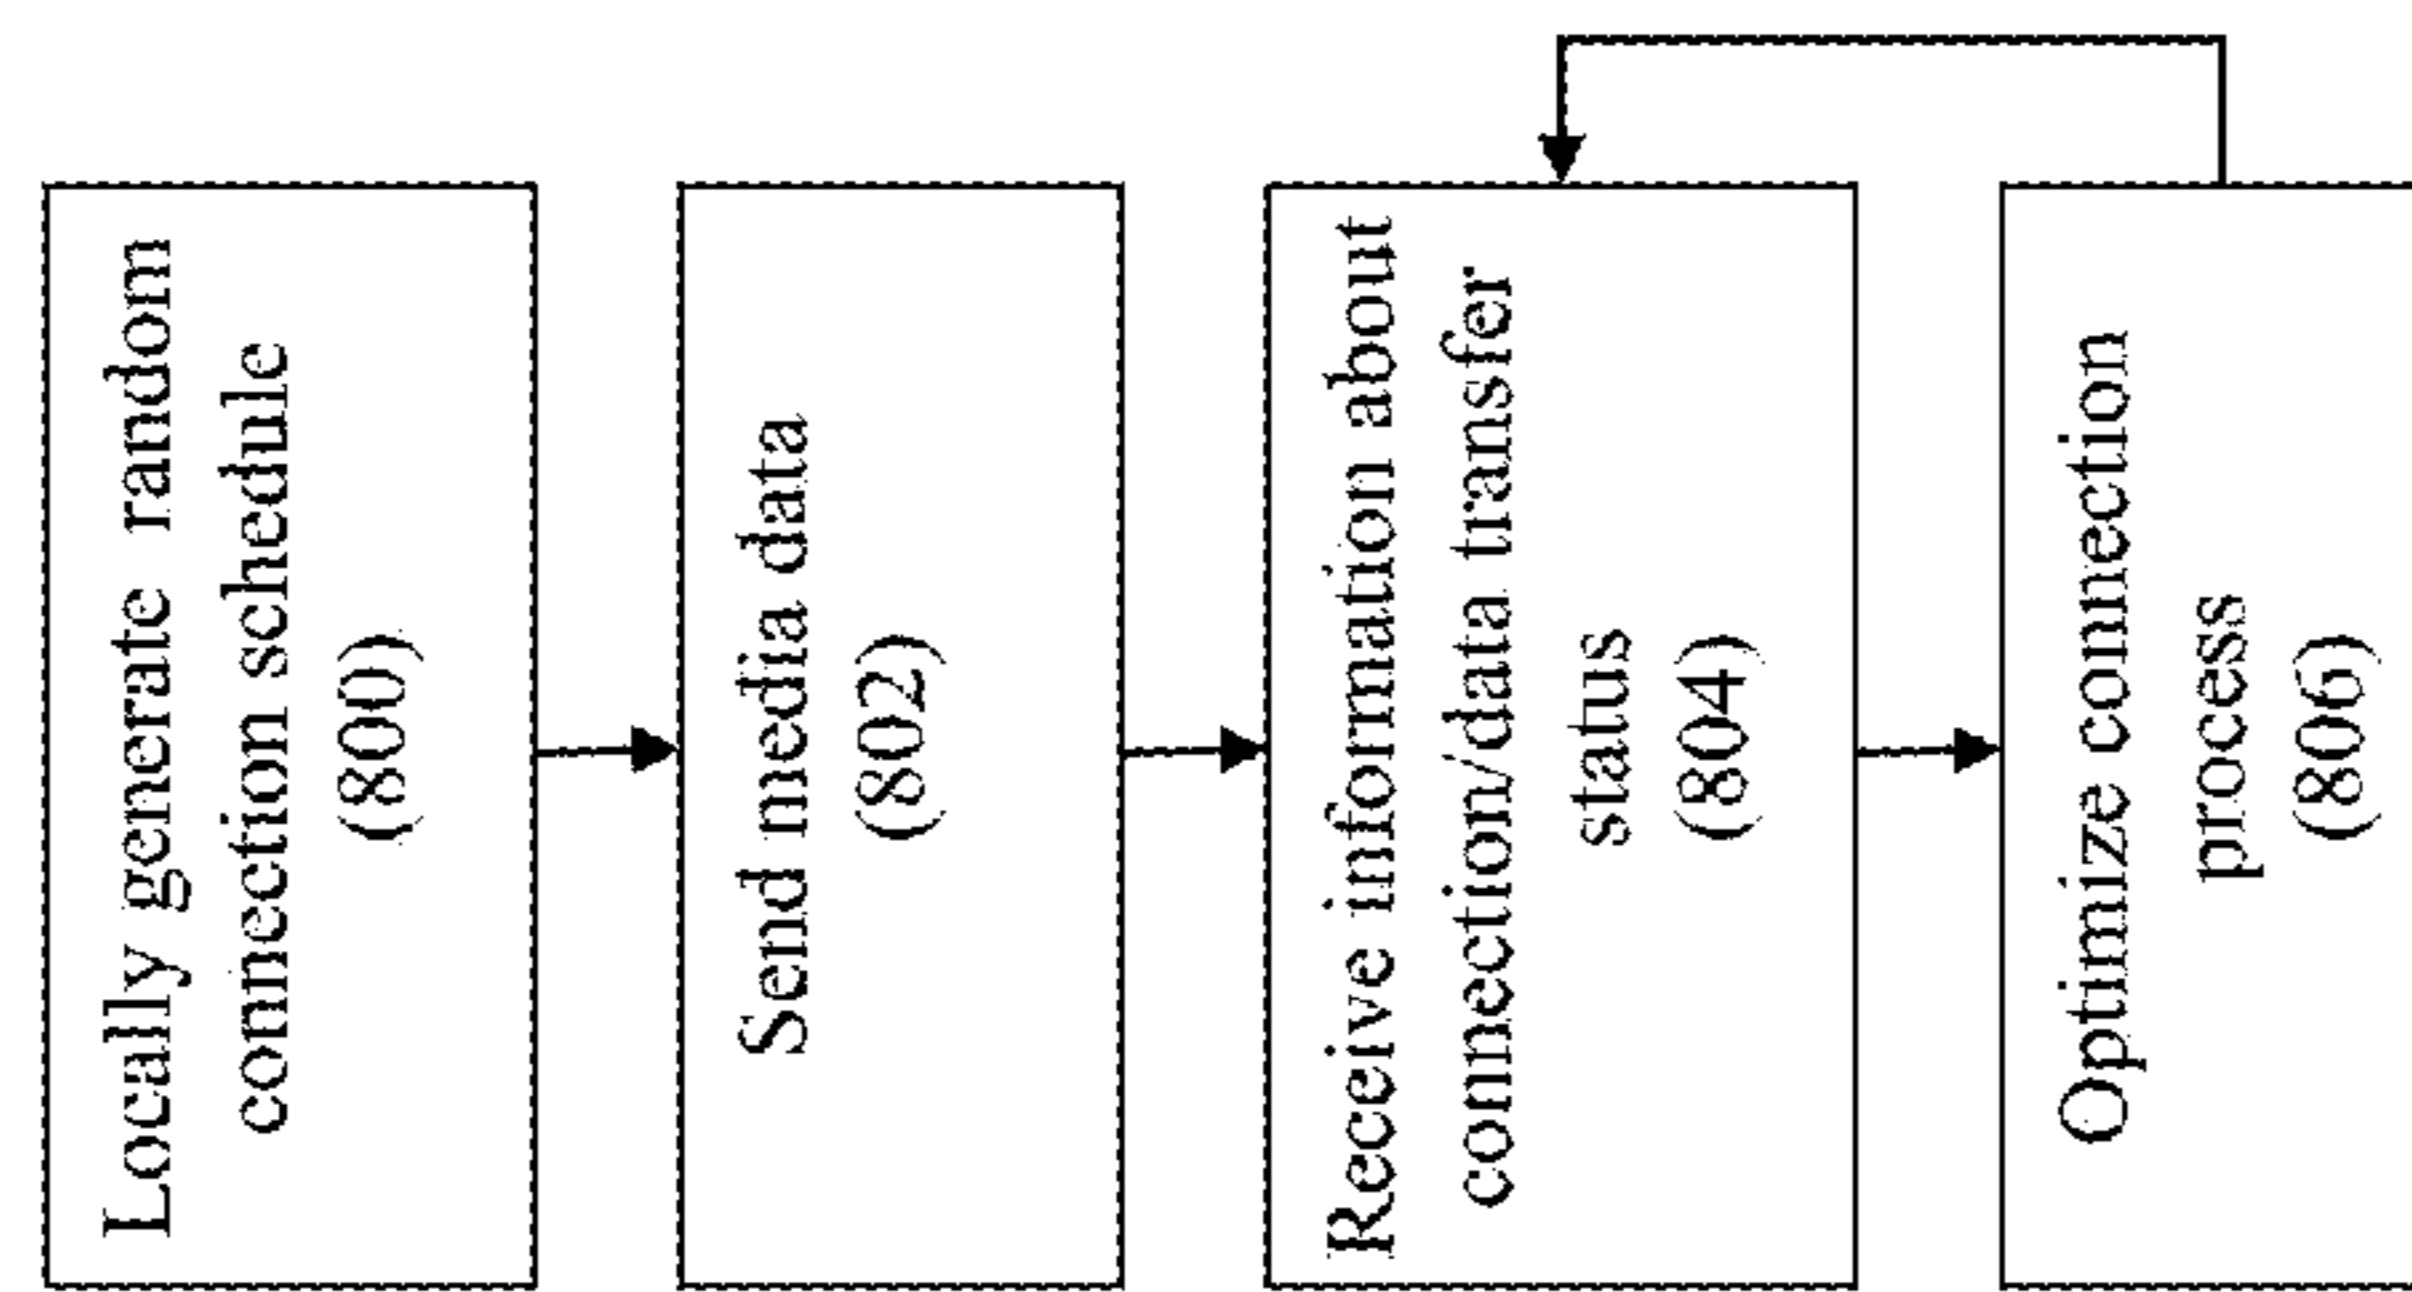 Locally generate random
connection schedule
(800)
Send media data
(802)
Receive information about
connection/data transfer
status
(804)
Optimize connection
process
(806)